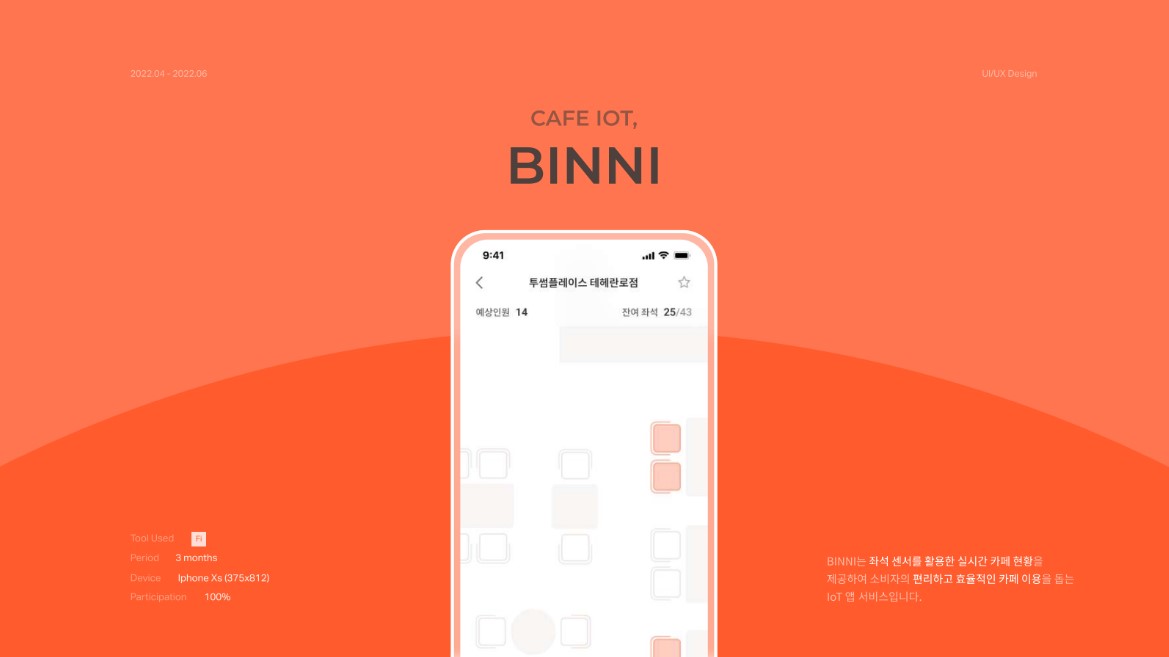 2022.04 - 2022.06
UI/UX Design
CAFE IOT,
BINNI
9:41
투썸플레이스 테헤란로점
예상인원 14
잔여 좌석 25/43
Tool Used Fi
Period 3 months
Device Iphone Xs (375x812)
Participation 100%
BINNI는 좌석 센서를 활용한 실시간 카페 현황을
제공하여 소비자의 편리하고 효율적인 카페 이용을 돕는
IoT 앱 서비스입니다.